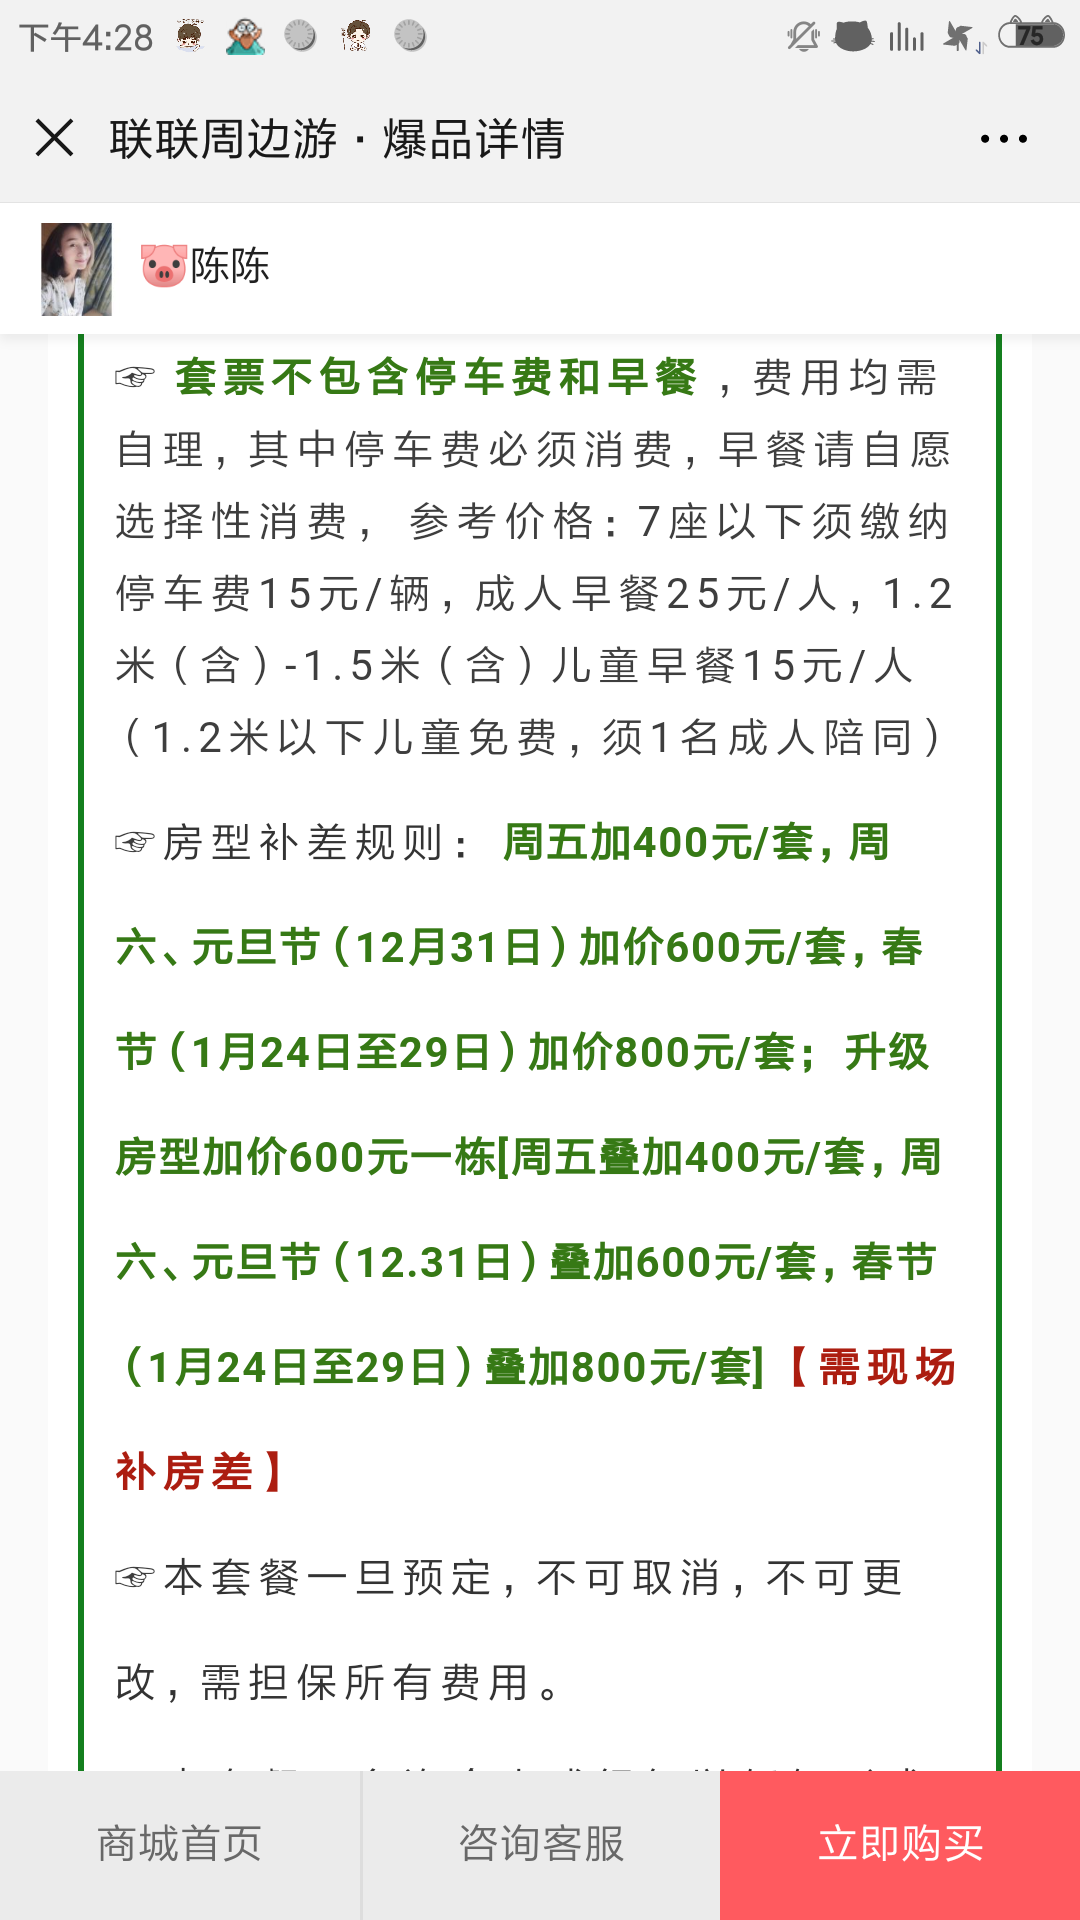 下午4:28
75
联联周边游 · 爆品详情
陈陈
☞ 套票不包含停车费和早餐，费用均需
自理，其中停车费必须消费，早餐请自愿
选择性消费， 参考价格：7座以下须缴纳
停车费15元/辆，成人早餐25元/人，1.2
米（含）-1.5米（含）儿童早餐15元/人
（1.2米以下儿童免费，须1名成人陪同）
☞房型补差规则： 周五加400元/套，周
六、元旦节（12月31日）加价600元/套，春
节（1月24日至29日）加价800元/套；升级
房型加价600元一栋[周五叠加400元/套，周
六、元旦节（12.31日）叠加600元/套，春节
（1月24日至29日）叠加800元/套]【需现场
补房差】
☞本套餐一旦预定，不可取消，不可更
改，需担保所有费用。
商城首页
咨询客服
立即购买